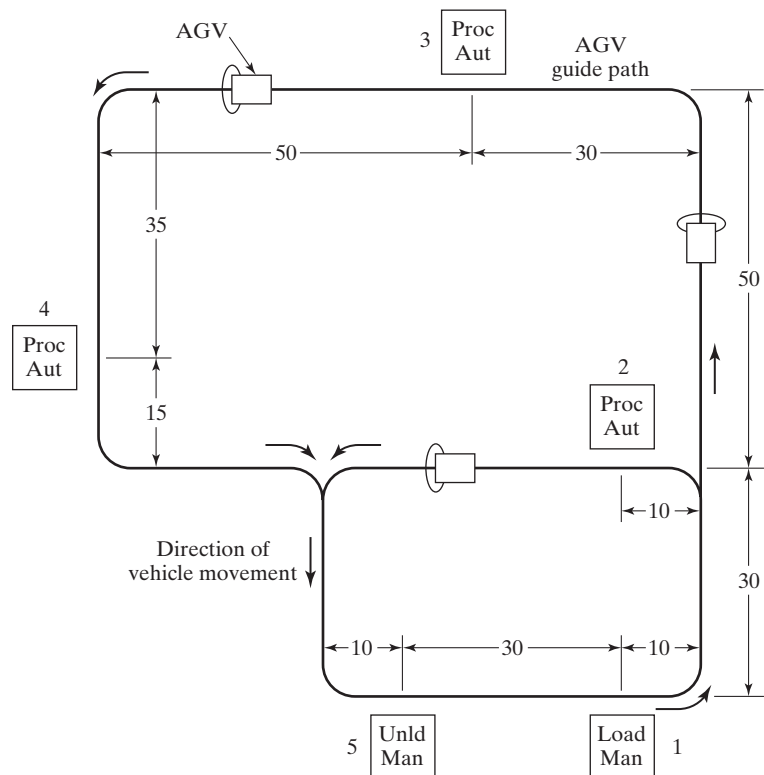 AGV
3
Proc
Aut
AGV
guide path
50
30
35
50
4
Proc
Aut
2
Proc
Aut
15
10
Direction of
vehicle movement
30
10
30
10
5
Unld
Man
Load
Man
1